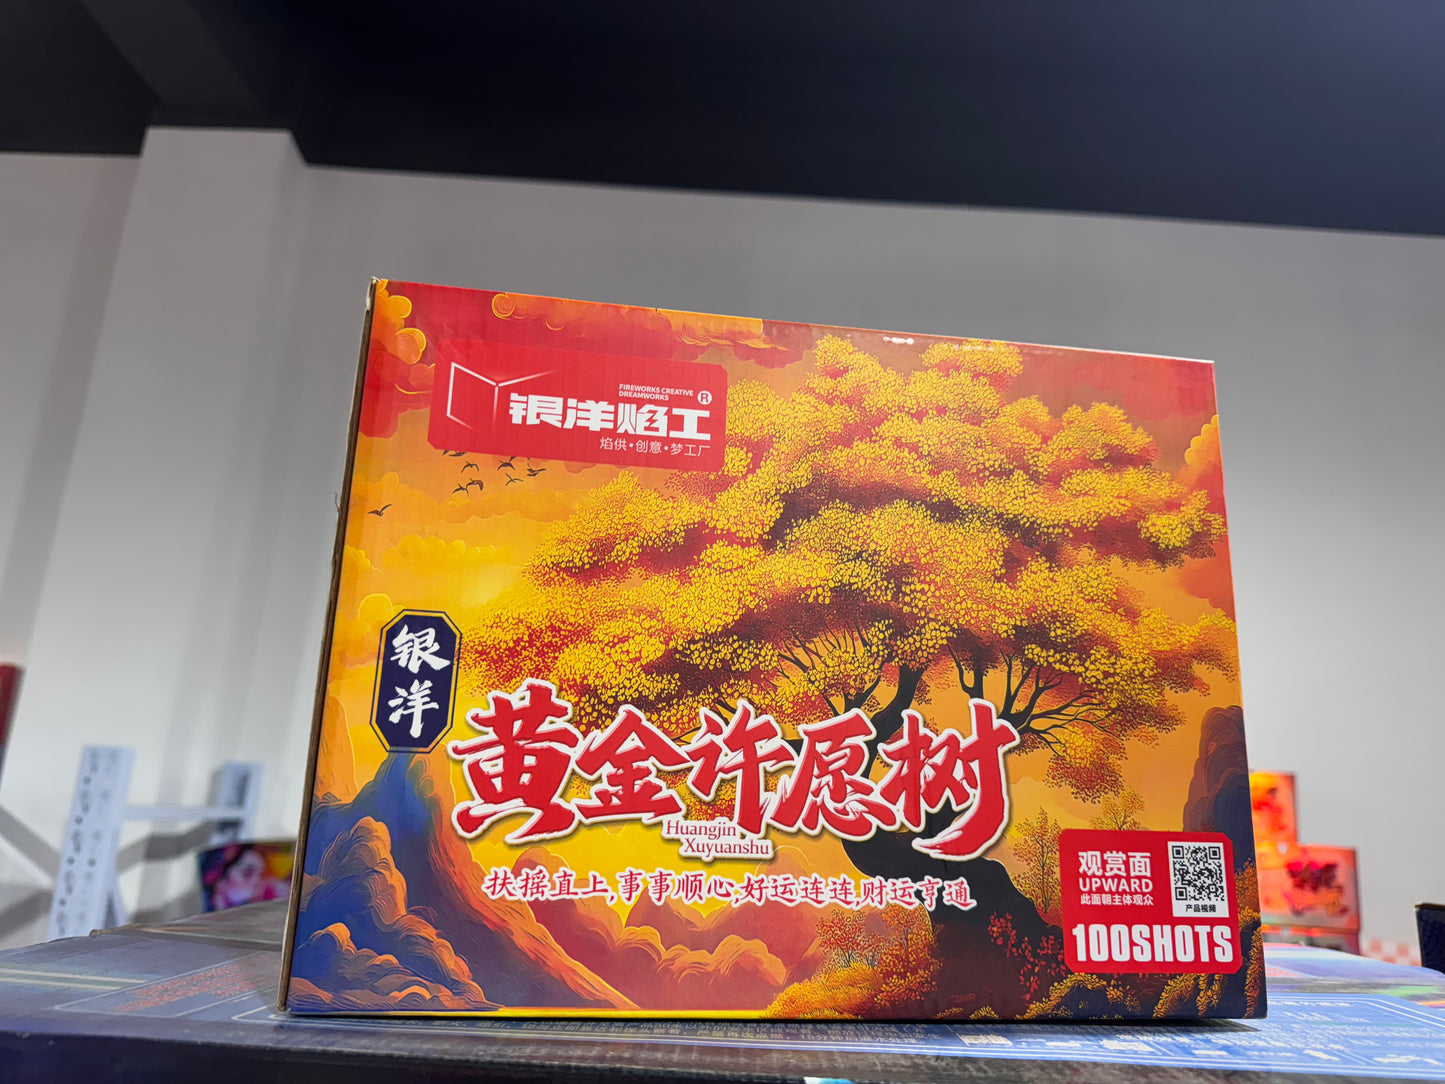 FIREWORKS CREATIVE
DREAMWORKS
®
银洋焰工
焰供·创意·梦工厂
银洋
黄金许愿树
Huangjin
Xuyuanshu
扶摇直上,事事顺心,好运连连,财运亨通
观赏面
UPWARD
此面朝主体观众
产品视频
100SHOTS